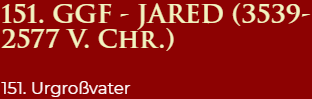 151. GGF - JARED (3539-
2577 V. CHR.)
151. Urgroßvater